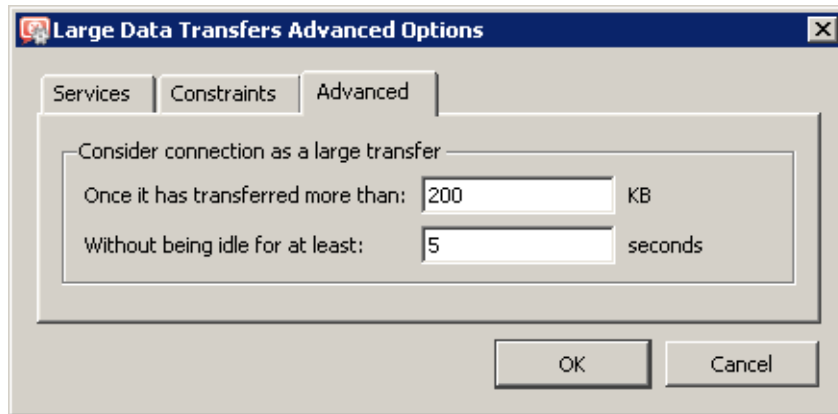 Large Data Transfers Advanced Options
Services Constraints Advanced
Consider connection as a large transfer
Once it has transferred more than: 200 KB
Without being idle for at least: 5 seconds
OK Cancel